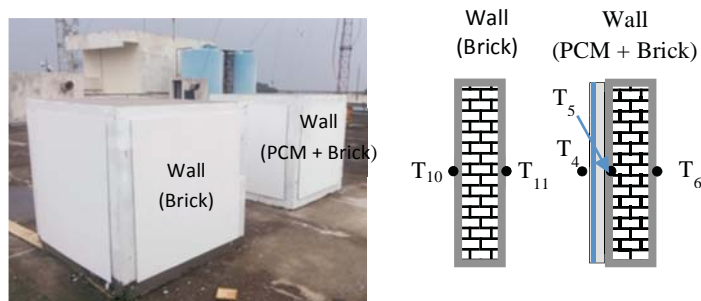 Wall
(Brick)
Wall
(PCM + Brick)
Wall
(Brick)
Wall
(PCM + Brick)
T5
T4
T10
T11
T6